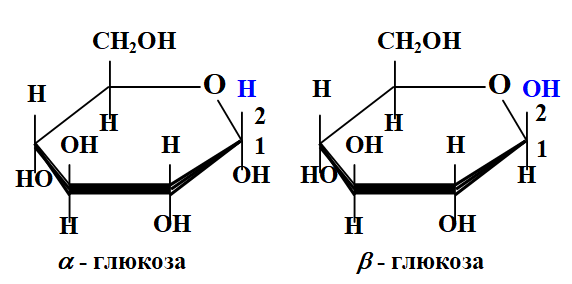 CH₂OH CH₂OH
H O H H O OH
2 2
H H
OH H 1 OH H 1
HO OH HO H
H OH H OH
α - глюкоза β - глюкоза